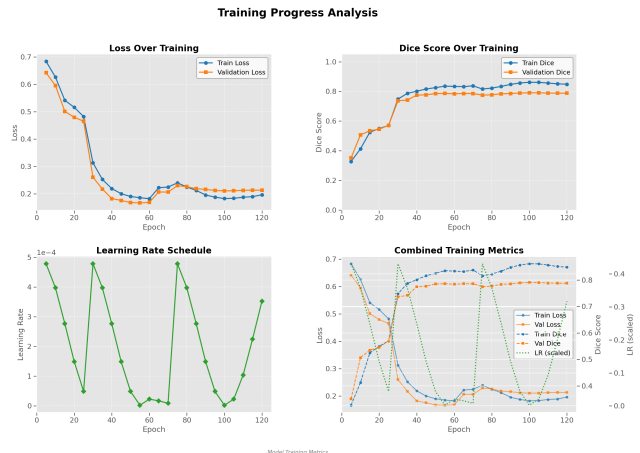 Training Progress Analysis
Loss Over Training
Train Loss
Validation Loss
0.7
0.6
0.5
0.4
0.3
0.2
Loss
0 20 40 60 80 100 120
Epoch
Dice Score Over Training
Train Dice
Validation Dice
1.0
0.8
0.6
0.4
0.2
0.0
Dice Score
0 20 40 60 80 100 120
Epoch
Learning Rate Schedule
1e−4
5
4
3
2
1
0
Learning Rate
0 20 40 60 80 100 120
Epoch
Combined Training Metrics
0.7
0.6
0.5
0.4
0.3
0.2
Loss
Train Loss
Val Loss
Train Dice
Val Dice
LR (scaled)
0.8
0.7
0.6
0.5
0.4
Dice Score
0.4
0.3
0.2
0.1
0.0
LR (scaled)
0 20 40 60 80 100 120
Epoch
Model Training Metrics